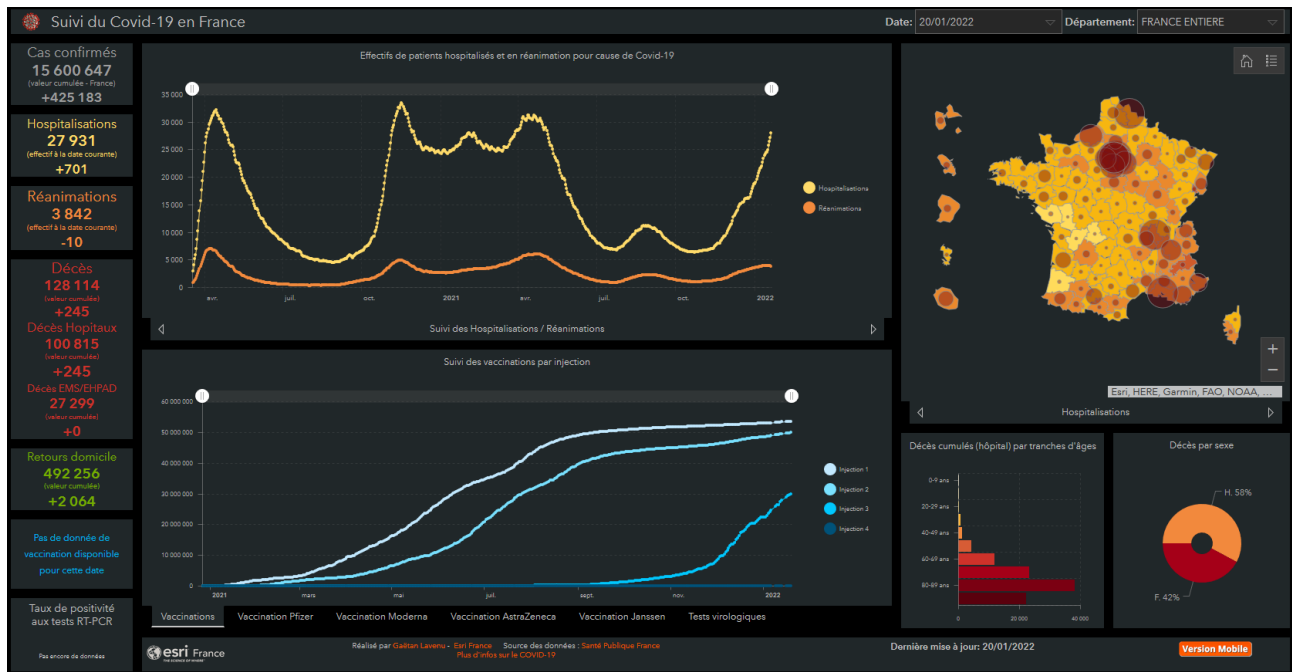 Suivi du Covid-19 en France
Date: 20/01/2022
Département: FRANCE ENTIERE
Cas confirmés
15 600 647
(valeur cumulée - France)
+425 183
Hospitalisations
27 931
(effectif à la date courante)
+701
Réanimations
3 842
(effectif à la date courante)
-10
Décès
128 114
(valeur cumulée)
+245
Décès Hopitaux
100 815
(valeur cumulée)
+245
Décès EMS/EHPAD
27 299
(valeur cumulée)
+0
Retours domicile
492 256
(valeur cumulée)
+2 064
Pas de donnée de
vaccination disponible
pour cette date
Taux de positivité
aux tests RT-PCR
Pas encore de données
Effectifs de patients hospitalisés et en réanimation pour cause de Covid-19
35 000
30 000
25 000
20 000
15 000
10 000
5 000
0
avr. juil. oct. 2021 avr. juil. oct. 2022
Hospitalisations
Réanimations
Suivi des Hospitalisations / Réanimations
Suivi des vaccinations par injection
60 000 000
50 000 000
40 000 000
30 000 000
20 000 000
10 000 000
0
2021 mars mai juil. sept. nov. 2022
Injection 1
Injection 2
Injection 3
Injection 4
Vaccinations Vaccination Pfizer Vaccination Moderna Vaccination AstraZeneca Vaccination Janssen Tests virologiques
+
−
Esri, HERE, Garmin, FAO, NOAA, ...
Hospitalisations
Décès cumulés (hôpital) par tranches d'âges
0-9 ans
20-29 ans
40-49 ans
60-69 ans
80-89 ans
0 20 000 40 000
Décès par sexe
H. 58%
F. 42%
esri France
THE SCIENCE OF WHERE
Réalisé par Gaëtan Lavenu - Esri France Source des données : Santé Publique France
Plus d'infos sur le COVID-19
Dernière mise à jour: 20/01/2022
Version Mobile